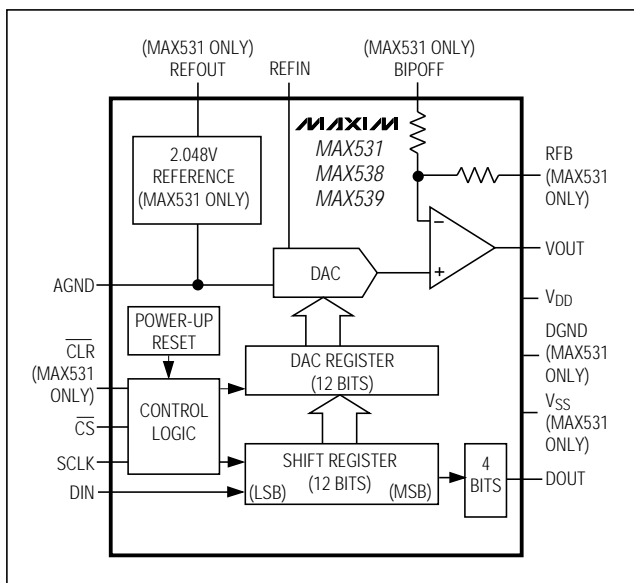 (MAX531 ONLY)
REFOUT
REFIN
(MAX531 ONLY)
BIPOFF
MAXIM
MAX531
MAX538
MAX539
2.048V
REFERENCE
(MAX531 ONLY)
RFB
(MAX531
ONLY)
–
+
VOUT
DAC
AGND
VDD
POWER-UP
RESET
DGND
(MAX531
ONLY)
CLR
(MAX531
ONLY)
DAC REGISTER
(12 BITS)
CONTROL
LOGIC
VSS
(MAX531
ONLY)
CS
SCLK
SHIFT REGISTER
(12 BITS)
(LSB)
(MSB)
4
BITS
DOUT
DIN